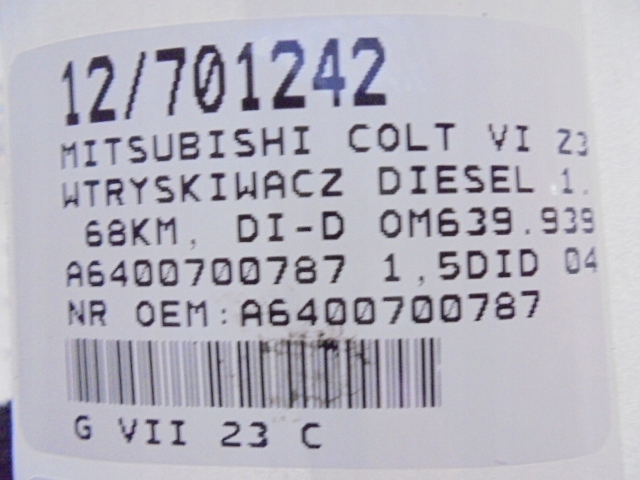 12/701242
MITSUBISHI COLT VI Z3
WTRYSKIWACZ DIESEL 1.
68KM, DI-D OM639.939
A6400700787 1,5DID 04
NR OEM:A6400700787
G VII 23 C